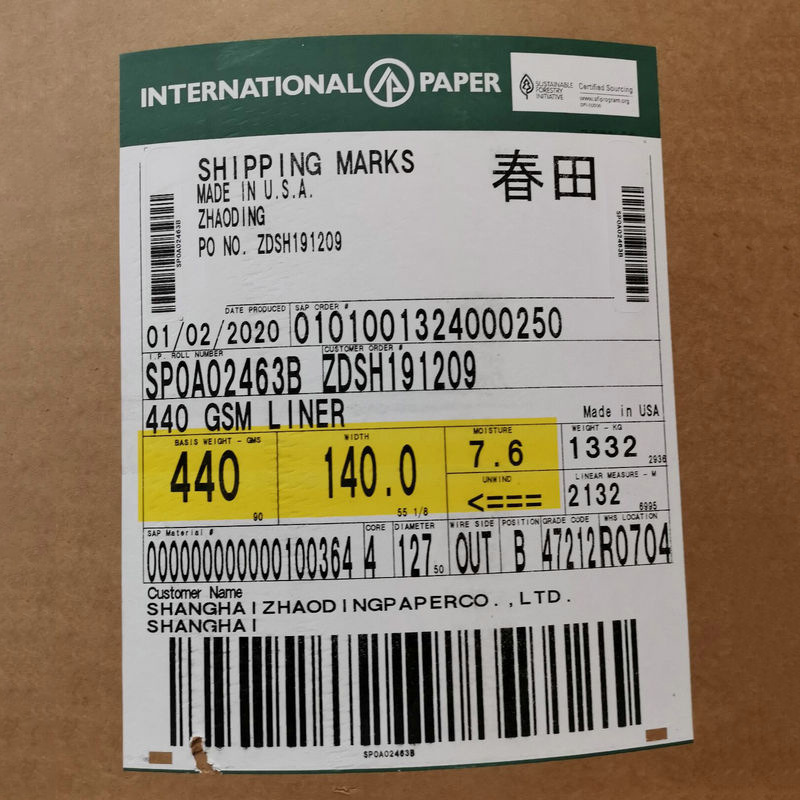 INTERNATIONAL PAPER
SUSTAINABLE FORESTRY INITIATIVE
Certified Sourcing
www.sfiprogram.org
SHIPPING MARKS
春田
MADE IN U.S.A.
ZHAODING
PO NO. ZDSH191209
SP0A02463B
SP0A02463B
DATE PRODUCED SAP ORDER #
01/02/2020 0101001324000250
I.P. ROLL NUMBER CUSTOMER ORDER #
SP0A02463B ZDSH191209
440 GSM LINER Made in USA
BASIS WEIGHT - GMS WIDTH MOISTURE WEIGHT - KG
440 140.0 7.6 1332 2936
UNWIND LINEAR MEASURE - M
90 55 1/8 <=== 2132 6995
SAP Material # CORE DIAMETER WIRE SIDE POSITION GRADE CODE WHS LOCATION
000000000000100364 4 127.50 OUT B 47212 R0704
Customer Name
SHANGHAIZHAODINGPAPERCO.,LTD.
SHANGHAI
SP0A02463B